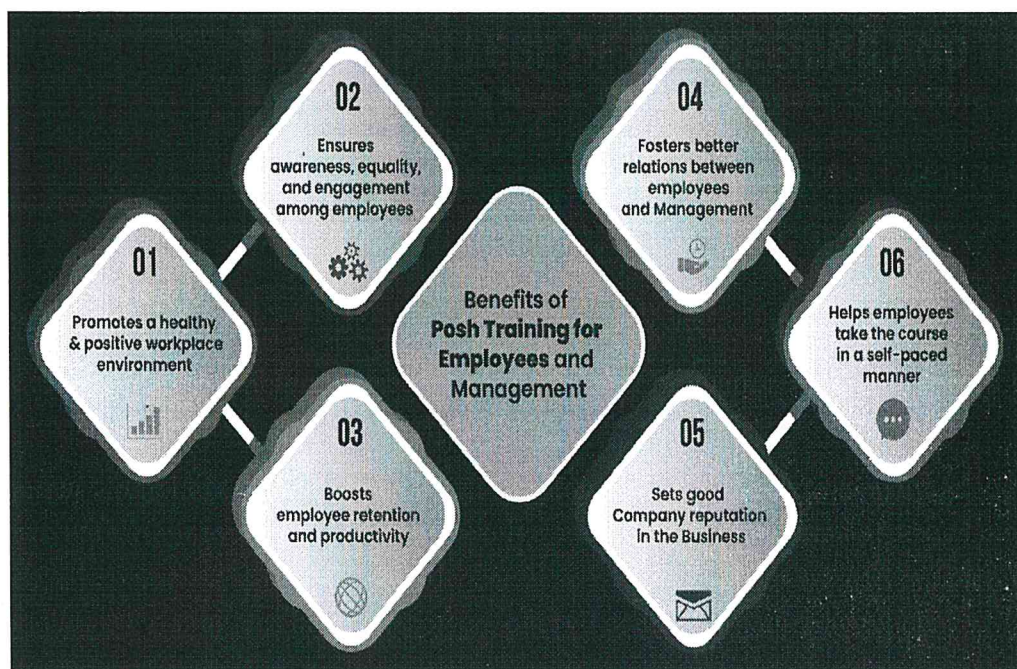 01
Promotes a healthy
& positive workplace
environment
02
Ensures
awareness, equality,
and engagement
among employees
03
Boosts
employee retention
and productivity
Benefits of
Posh Training for
Employees and
Management
04
Fosters better
relations between
employees
and Management
05
Sets good
Company reputation
in the Business
06
Helps employees
take the course
in a self-paced
manner